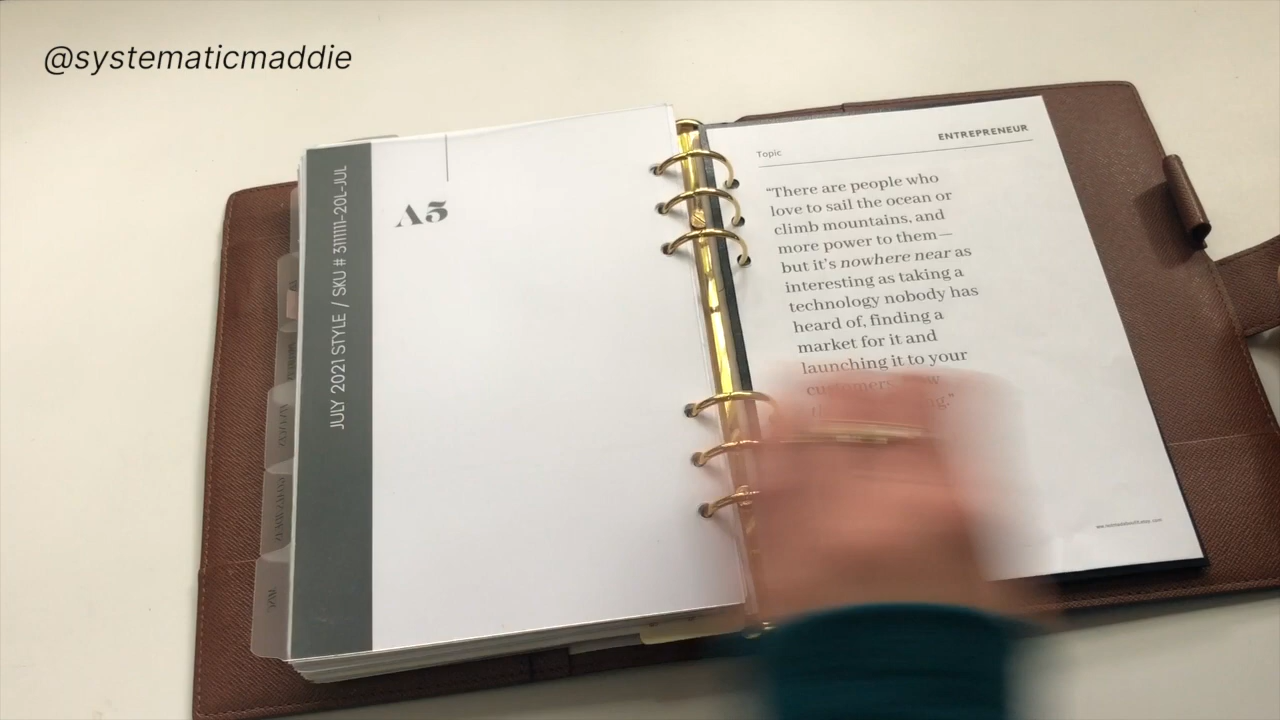 @systematicmaddie
JULY 2021 STYLE / SKU # 3111111-20L-JUL
A5
ENTREPRENEUR
Topic
“There are people who
love to sail the ocean or
climb mountains, and
more power to them—
but it's nowhere near as
interesting as taking a
technology nobody has
heard of, finding a
market for it and
launching it to your
customers